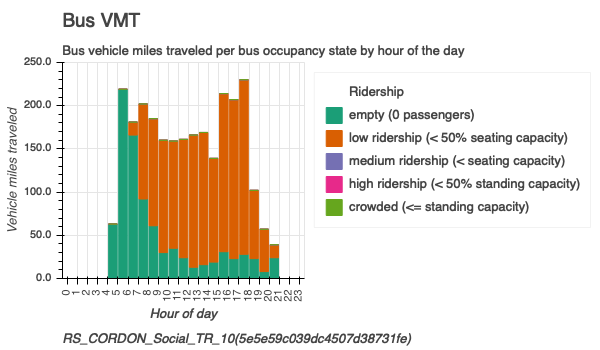 Bus VMT
Bus vehicle miles traveled per bus occupancy state by hour of the day
250.0
200.0
150.0
100.0
50.0
0.0
Vehicle miles traveled
0 1 2 3 4 5 6 7 8 9 10 11 12 13 14 15 16 17 18 19 20 21 22 23
Hour of day
Ridership
empty (0 passengers)
low ridership (< 50% seating capacity)
medium ridership (< seating capacity)
high ridership (< 50% standing capacity)
crowded (<= standing capacity)
RS_CORDON_Social_TR_10(5e5e59c039dc4507d38731fe)